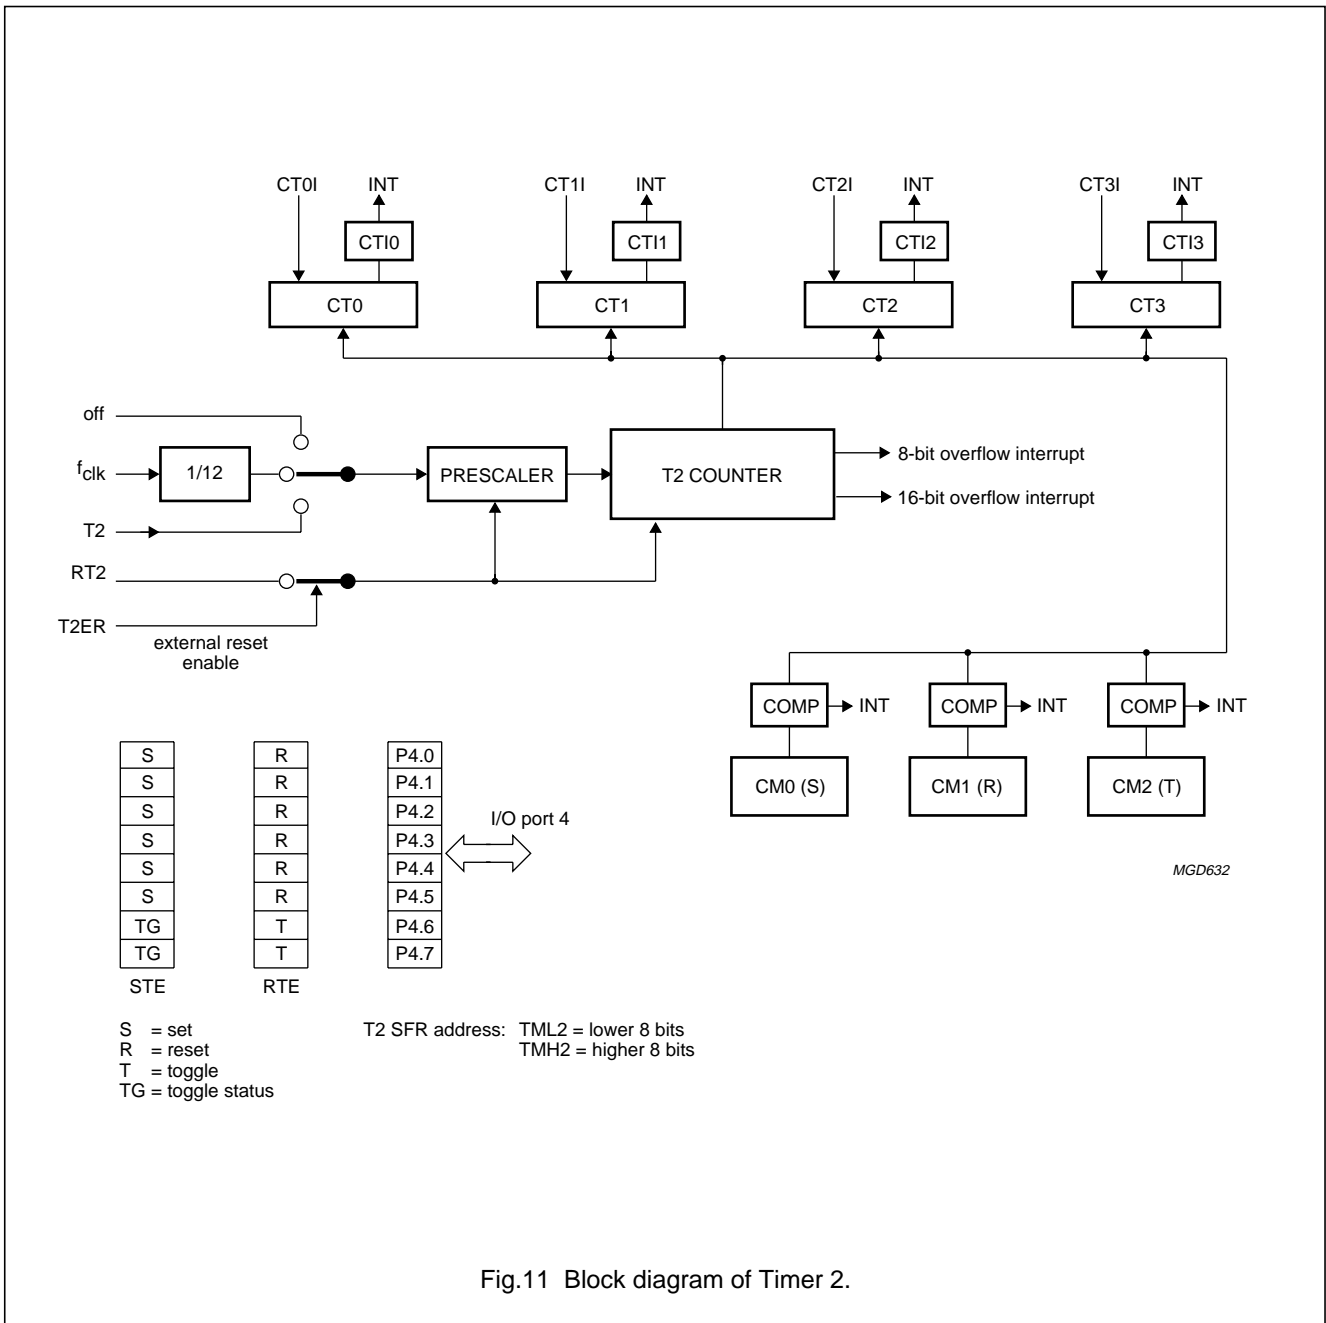 CT0I INT CT1I INT CT2I INT CT3I INT
CTI0 CTI1 CTI2 CTI3
CT0 CT1 CT2 CT3
off
fclk 1/12 PRESCALER T2 COUNTER 8-bit overflow interrupt
16-bit overflow interrupt
T2
RT2
T2ER
external reset
enable
COMP INT COMP INT COMP INT
CM0 (S) CM1 (R) CM2 (T)
S R P4.0
S R P4.1
S R P4.2
I/O port 4
S R P4.3
S R P4.4
S R P4.5
TG T P4.6
TG T P4.7
STE RTE
MGD632
S = set
R = reset
T = toggle
TG = toggle status
T2 SFR address: TML2 = lower 8 bits
TMH2 = higher 8 bits
Fig.11 Block diagram of Timer 2.